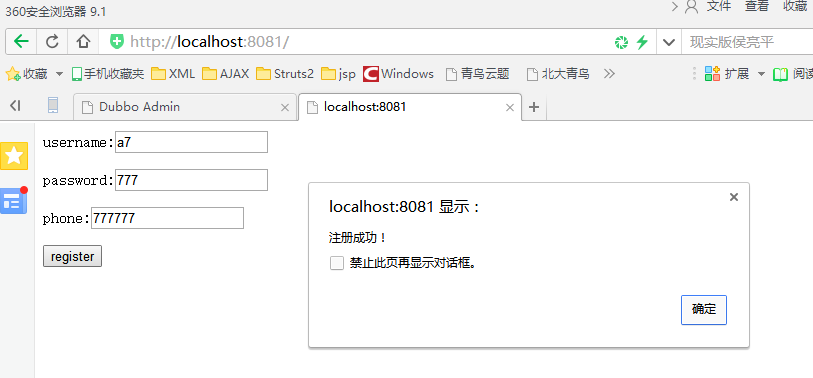 360安全浏览器 9.1
文件 查看 收藏
http://localhost:8081/
现实版侯亮平
收藏 手机收藏夹 XML AJAX Struts2 jsp Windows 青鸟云题 北大青鸟 扩展 阅读
Dubbo Admin
localhost:8081
username:a7
password:777
phone:777777
register
localhost:8081 显示：
注册成功！
禁止此页再显示对话框。
确定